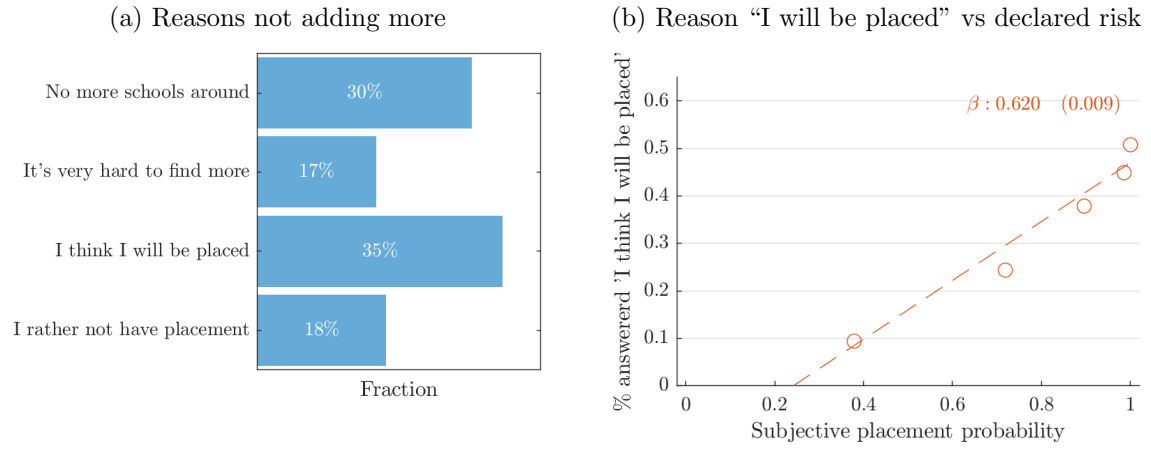 (a) Reasons not adding more
No more schools around
30%
It's very hard to find more
17%
I think I will be placed
35%
I rather not have placement
18%
Fraction
(b) Reason “I will be placed” vs declared risk
% answererd 'I think I will be placed'
β : 0.620 (0.009)
0.6
0.5
0.4
0.3
0.2
0.1
0
0 0.2 0.4 0.6 0.8 1
Subjective placement probability